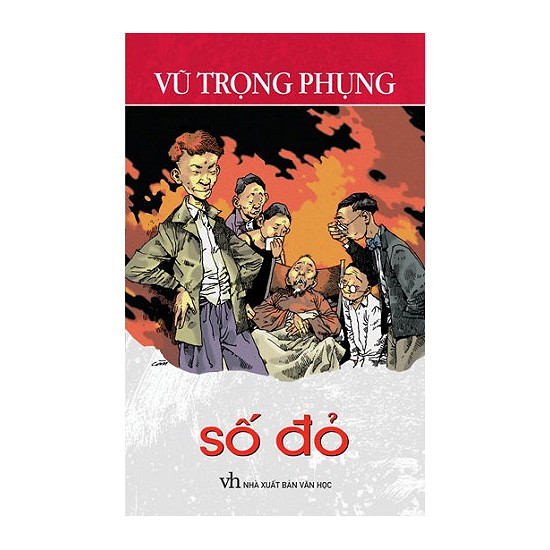 VŨ TRỌNG PHỤNG
số đỏ
vh NHÀ XUẤT BẢN VĂN HỌC